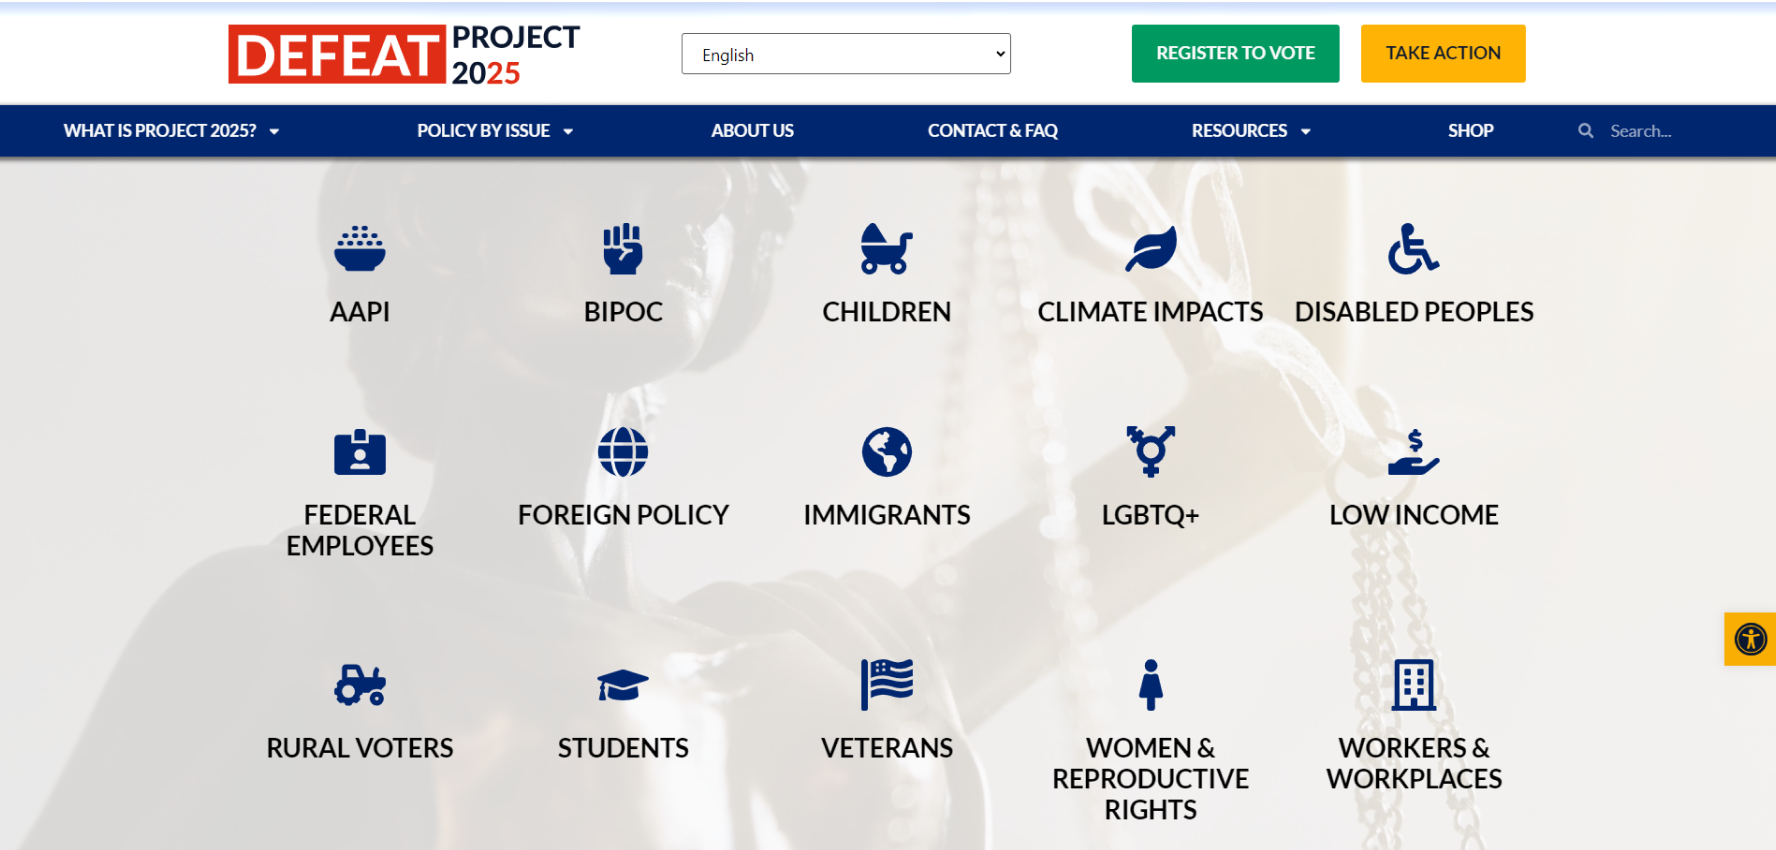 DEFEAT PROJECT
2025
English
REGISTER TO VOTE
TAKE ACTION
WHAT IS PROJECT 2025?
POLICY BY ISSUE
ABOUT US
CONTACT & FAQ
RESOURCES
SHOP
Search...
AAPI
BIPOC
CHILDREN
CLIMATE IMPACTS
DISABLED PEOPLES
FEDERAL
EMPLOYEES
FOREIGN POLICY
IMMIGRANTS
LGBTQ+
LOW INCOME
RURAL VOTERS
STUDENTS
VETERANS
WOMEN &
REPRODUCTIVE
RIGHTS
WORKERS &
WORKPLACES